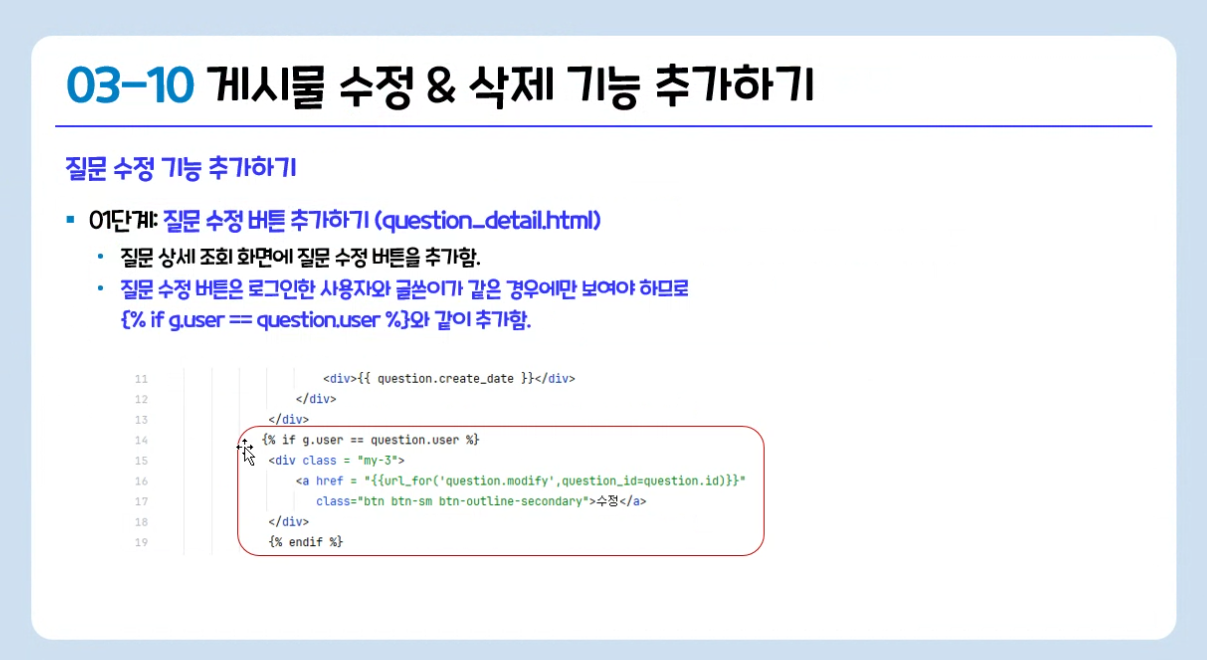 03-10 게시물 수정 & 삭제 기능 추가하기
질문 수정 기능 추가하기
▪ 01단계: 질문 수정 버튼 추가하기 (question_detail.html)
• 질문 상세 조회 화면에 질문 수정 버튼을 추가함.
• 질문 수정 버튼은 로그인한 사용자와 글쓴이가 같은 경우에만 보여야 하므로
{% if g.user == question.user %}와 같이 추가함.
11 <div>{{ question.create_date }}</div>
12 </div>
13 </div>
14 {% if g.user == question.user %}
15 <div class = "my-3">
16 <a href = "{{url_for('question.modify',question_id=question.id)}}"
17 class="btn btn-sm btn-outline-secondary">수정</a>
18 </div>
19 {% endif %}